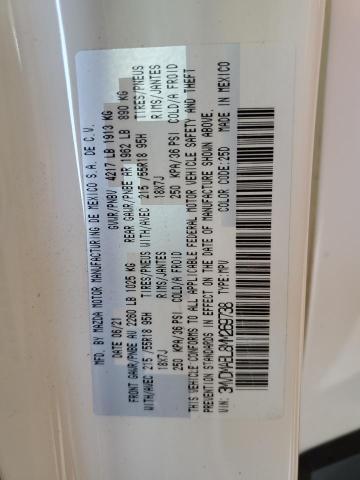 MFD. BY MAZDA MOTOR MANUFACTURING DE MEXICO S.A. DE C.V.
DATE 06/21 GVWR/PNBV 4217 LB 1913 KG
FRONT GAWR/PNBE AV 2260 LB 1025 KG REAR GAWR/PNBE AR 1962 LB 890 KG
WITH/AVEC 215 /55R18 95H TIRES/PNEUS WITH/AVEC 215 /55R18 95H TIRES/PNEUS
18X7J RIMS/JANTES 18X7J RIMS/JANTES
250 KPA/36 PSI COLD/A FROID 250 KPA/36 PSI COLD/A FROID
THIS VEHICLE CONFORMS TO ALL APPLICABLE FEDERAL MOTOR VEHICLE SAFETY AND THEFT
PREVENTION STANDARDS IN EFFECT ON THE DATE OF MANUFACTURE SHOWN ABOVE.
COLOR CODE:25D MADE IN MEXICO
VIN: TYPE:MPV